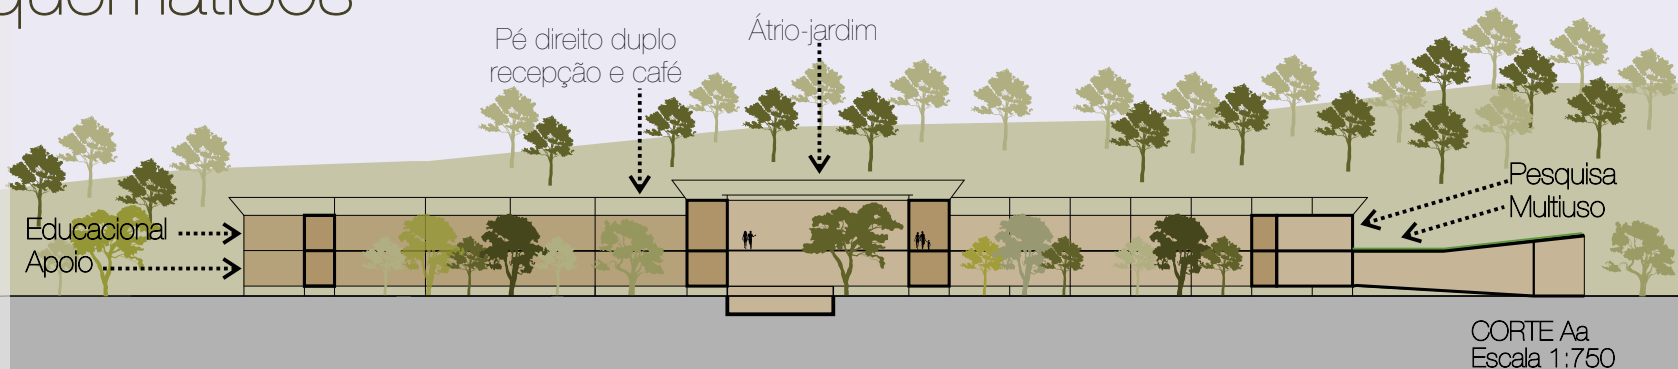 Pé direito duplo
recepção e café
Átrio-jardim
Pesquisa
Multiuso
Educacional
Apoio
CORTE Aa
Escala 1:750